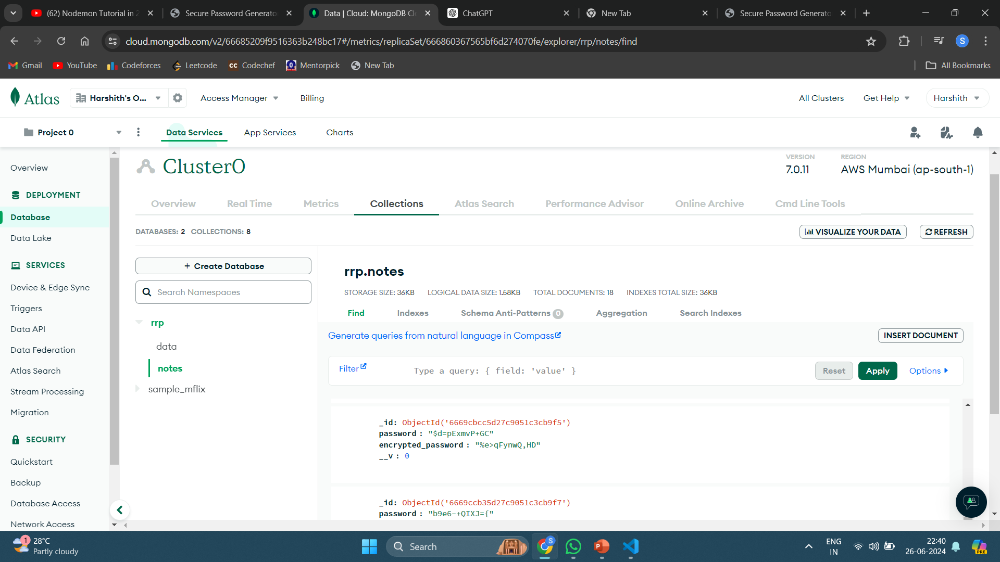 (62) Nodemon Tutorial in 2
Secure Password Generato
Data | Cloud: MongoDB Cl
ChatGPT
New Tab
Secure Password Generato
cloud.mongodb.com/v2/66685209f9516363b248bc17#/metrics/replicaSet/666860367565bf6d274070fe/explorer/rrp/notes/find
S
Gmail
YouTube
Codeforces
Leetcode
CC Codechef
Mentorpick
New Tab
All Bookmarks
Atlas
Harshith's O...
Access Manager
Billing
All Clusters
Get Help
Harshith
Project 0
Data Services
App Services
Charts
Overview
DEPLOYMENT
Database
Data Lake
SERVICES
Device & Edge Sync
Triggers
Data API
Data Federation
Atlas Search
Stream Processing
Migration
SECURITY
Quickstart
Backup
Database Access
Network Access
Cluster0
VERSION
7.0.11
REGION
AWS Mumbai (ap-south-1)
Overview
Real Time
Metrics
Collections
Atlas Search
Performance Advisor
Online Archive
Cmd Line Tools
DATABASES: 2 COLLECTIONS: 8
VISUALIZE YOUR DATA
REFRESH
+ Create Database
Search Namespaces
rrp
data
notes
sample_mflix
rrp.notes
STORAGE SIZE: 36KB
LOGICAL DATA SIZE: 1.58KB
TOTAL DOCUMENTS: 18
INDEXES TOTAL SIZE: 36KB
Find
Indexes
Schema Anti-Patterns 0
Aggregation
Search Indexes
Generate queries from natural language in Compass
INSERT DOCUMENT
Filter
Type a query: { field: 'value' }
Reset
Apply
Options
_id: ObjectId('6669cbcc5d27c9051c3cb9f5')
password : "$d=pExmvP+GC"
encrypted_password : "%e>qFynwQ,HD"
__v : 0
_id: ObjectId('6669ccb35d27c9051c3cb9f7')
password : "b9e6-+QIXJ={"
1
28°C
Partly cloudy
Search
S
ENG
IN
22:40
26-06-2024
PRE